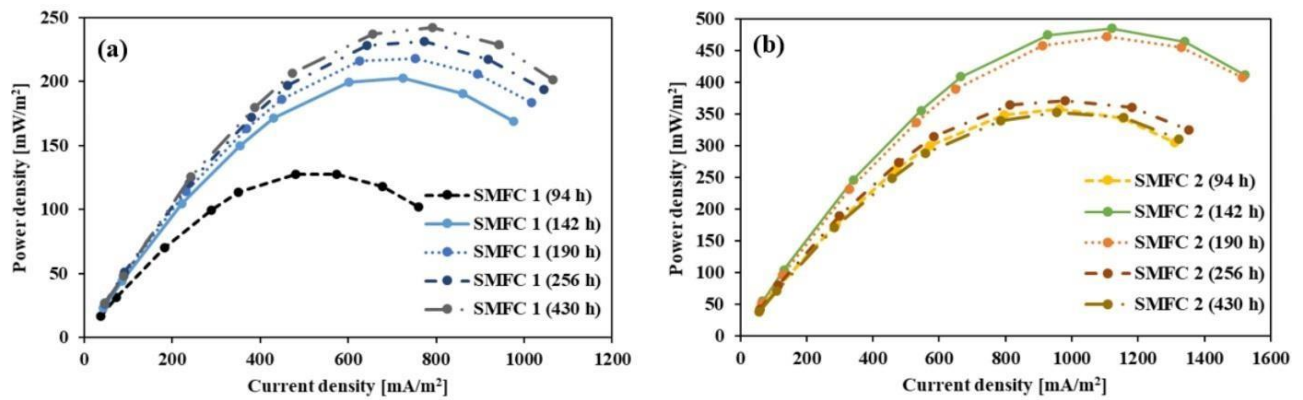 (a)
Power density [mW/m²]
250
200
150
100
50
0
0 200 400 600 800 1000 1200
Current density [mA/m²]
SMFC 1 (94 h)
SMFC 1 (142 h)
SMFC 1 (190 h)
SMFC 1 (256 h)
SMFC 1 (430 h)
(b)
Power density [mW/m²]
500
450
400
350
300
250
200
150
100
50
0
0 200 400 600 800 1000 1200 1400 1600
Current density [mA/m²]
SMFC 2 (94 h)
SMFC 2 (142 h)
SMFC 2 (190 h)
SMFC 2 (256 h)
SMFC 2 (430 h)